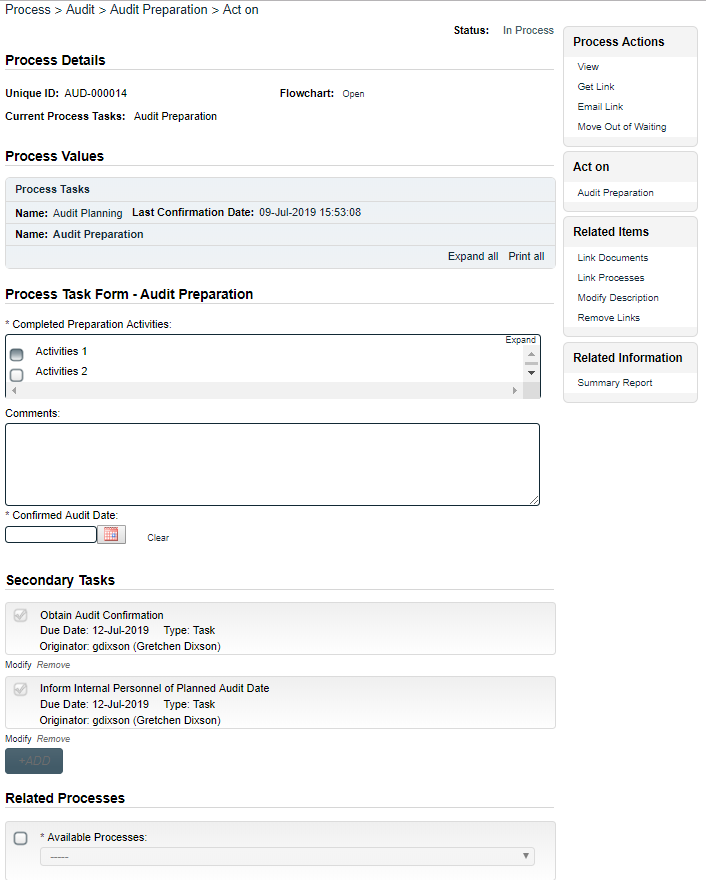 Process > Audit > Audit Preparation > Act on
Status: In Process
Process Details
Unique ID: AUD-000014 Flowchart: Open
Current Process Tasks: Audit Preparation
Process Values
Process Tasks
Name: Audit Planning Last Confirmation Date: 09-Jul-2019 15:53:08
Name: Audit Preparation
Expand all Print all
Process Task Form - Audit Preparation
* Completed Preparation Activities:
Expand
Activities 1
Activities 2
Comments:
* Confirmed Audit Date:
Clear
Secondary Tasks
Obtain Audit Confirmation
Due Date: 12-Jul-2019 Type: Task
Originator: gdixson (Gretchen Dixson)
Modify Remove
Inform Internal Personnel of Planned Audit Date
Due Date: 12-Jul-2019 Type: Task
Originator: gdixson (Gretchen Dixson)
Modify Remove
+ADD
Related Processes
* Available Processes:
-----
Process Actions
View
Get Link
Email Link
Move Out of Waiting
Act on
Audit Preparation
Related Items
Link Documents
Link Processes
Modify Description
Remove Links
Related Information
Summary Report